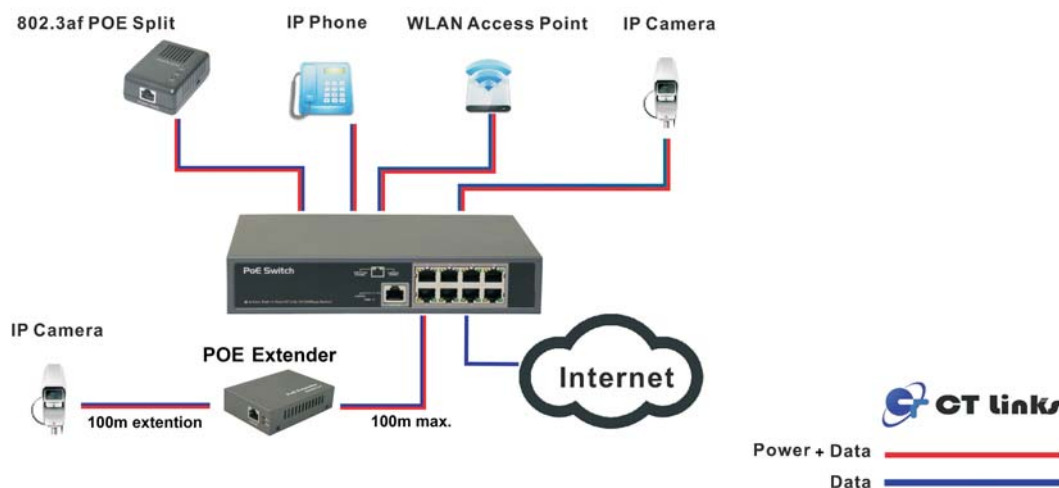 802.3af POE Split
IP Phone
WLAN Access Point
IP Camera
PoE Switch
IP Camera
POE Extender
Internet
100m extention
100m max.
CT Links
Power + Data
Data